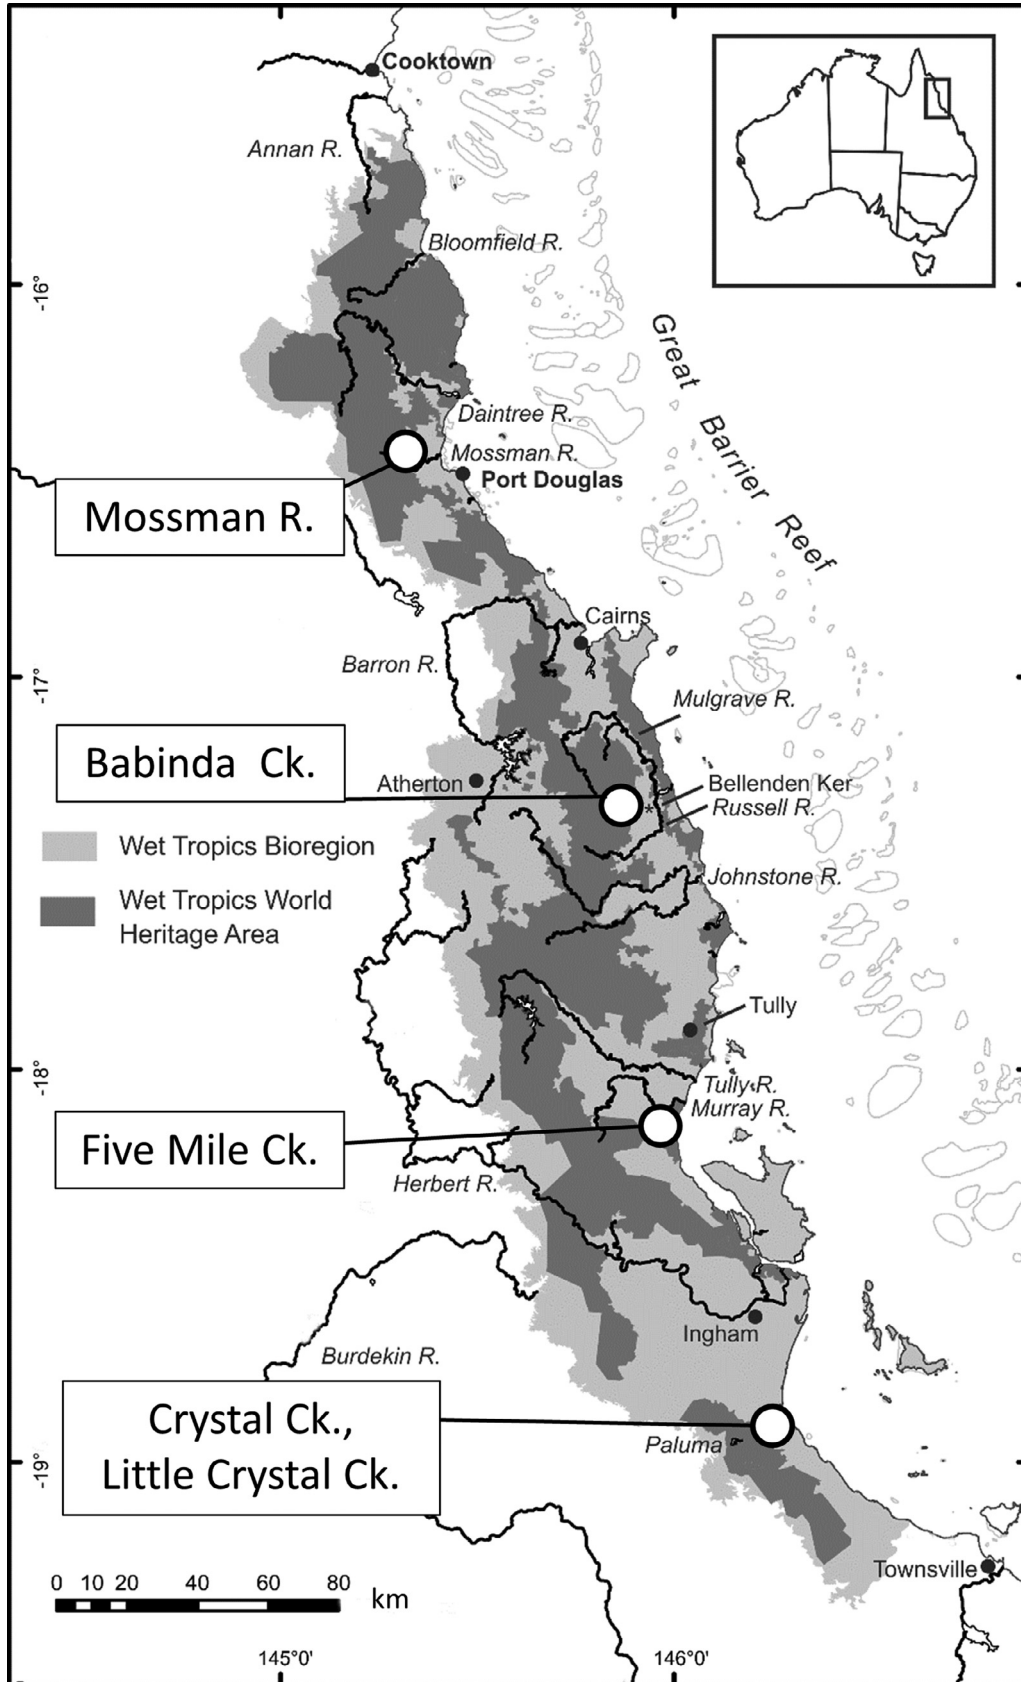 Cooktown
Annan R.
Bloomfield R.
-16°
Great Barrier Reef
Daintree R.
Mossman R.
Port Douglas
Mossman R.
Cairns
Barron R.
-17°
Mulgrave R.
Babinda Ck.
Atherton
Bellenden Ker
*
Russell R.
Wet Tropics Bioregion
Johnstone R.
Wet Tropics World
Heritage Area
Tully
-18°
Tully R.
Murray R.
Five Mile Ck.
Herbert R.
Ingham
Burdekin R.
Crystal Ck.,
Little Crystal Ck.
Paluma
-19°
Townsville
0 10 20 40 60 80 km
145°0' 146°0'